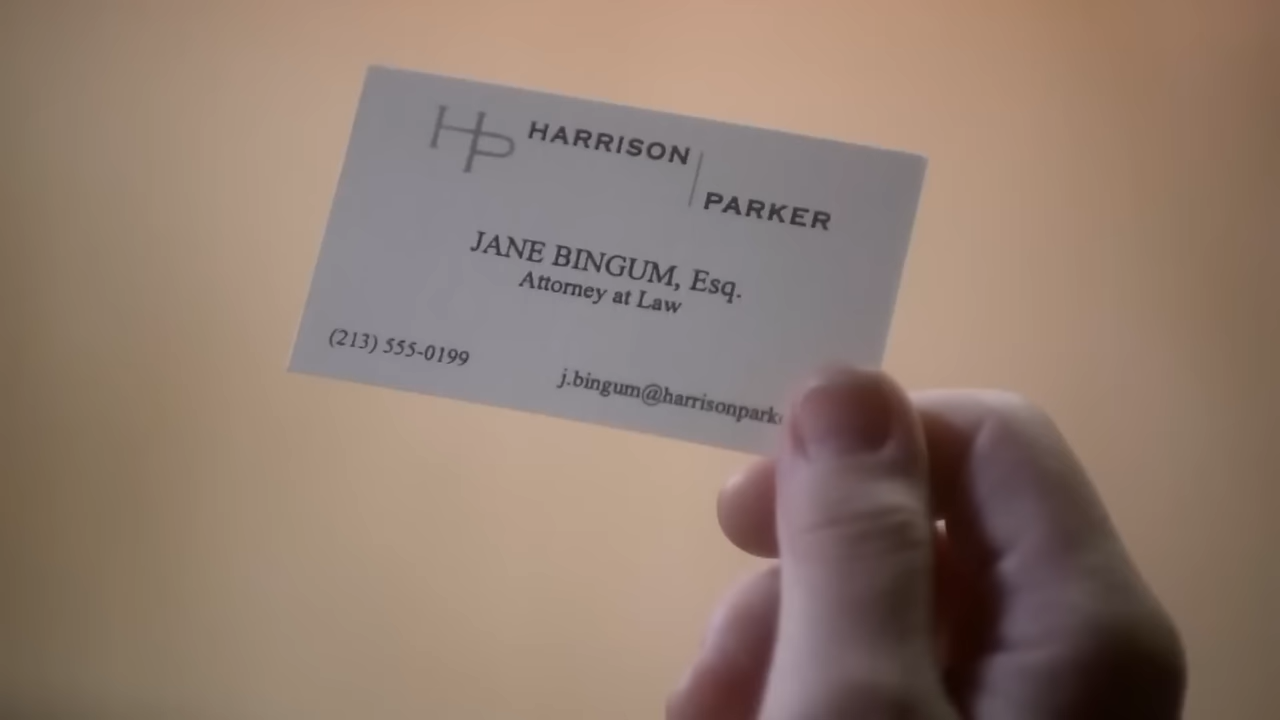 HP HARRISON
PARKER
JANE BINGUM, Esq.
Attorney at Law
(213) 555-0199
j.bingum@harrisonpark